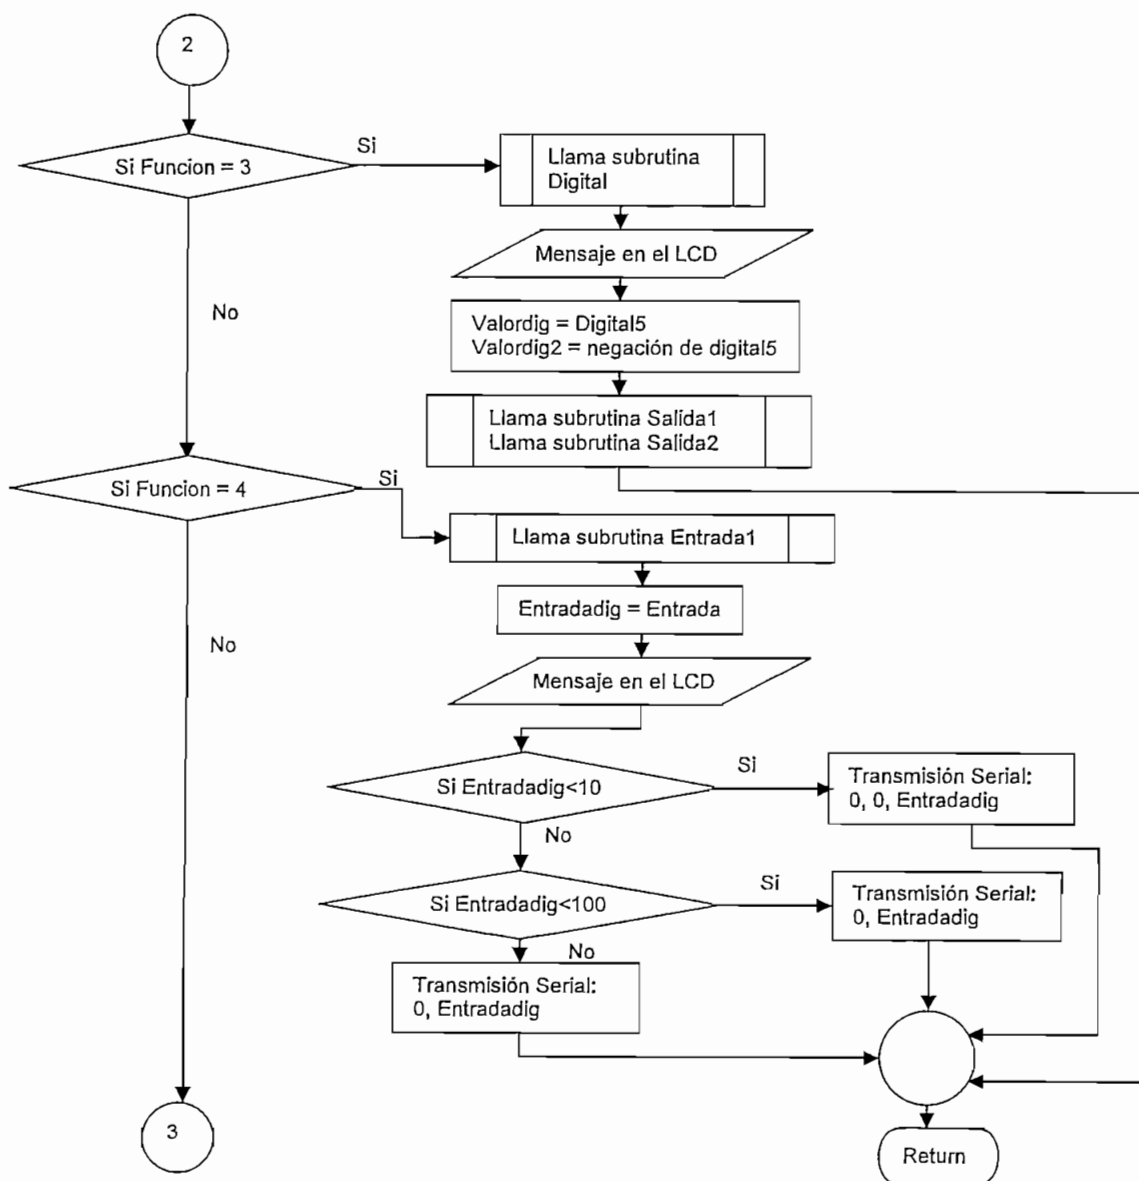 2
Si Funcion = 3
Si
Llama subrutina
Digital
Mensaje en el LCD
No
Valordig = Digital5
Valordig2 = negación de digital5
Llama subrutina Salida1
Llama subrutina Salida2
Si Funcion = 4
Si
Llama subrutina Entrada1
Entradadig = Entrada
No
Mensaje en el LCD
Si Entradadig<10
Si
Transmisión Serial:
0, 0, Entradadig
No
Si Entradadig<100
Si
Transmisión Serial:
0, Entradadig
No
Transmisión Serial:
0, Entradadig
3
Return